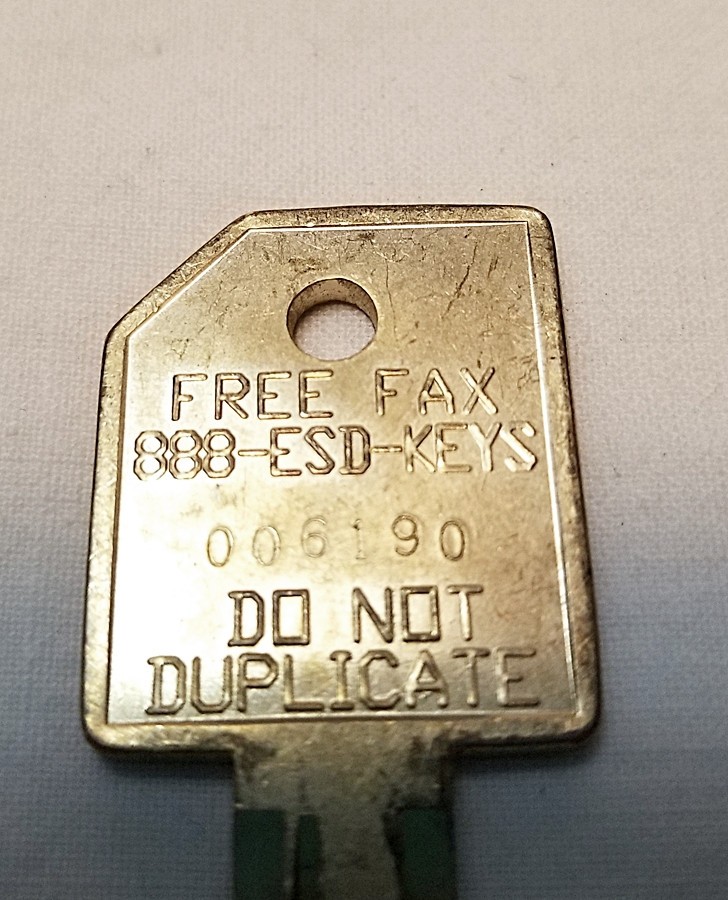 FREE FAX
888-ESD-KEYS
006190
DO NOT
DUPLICATE